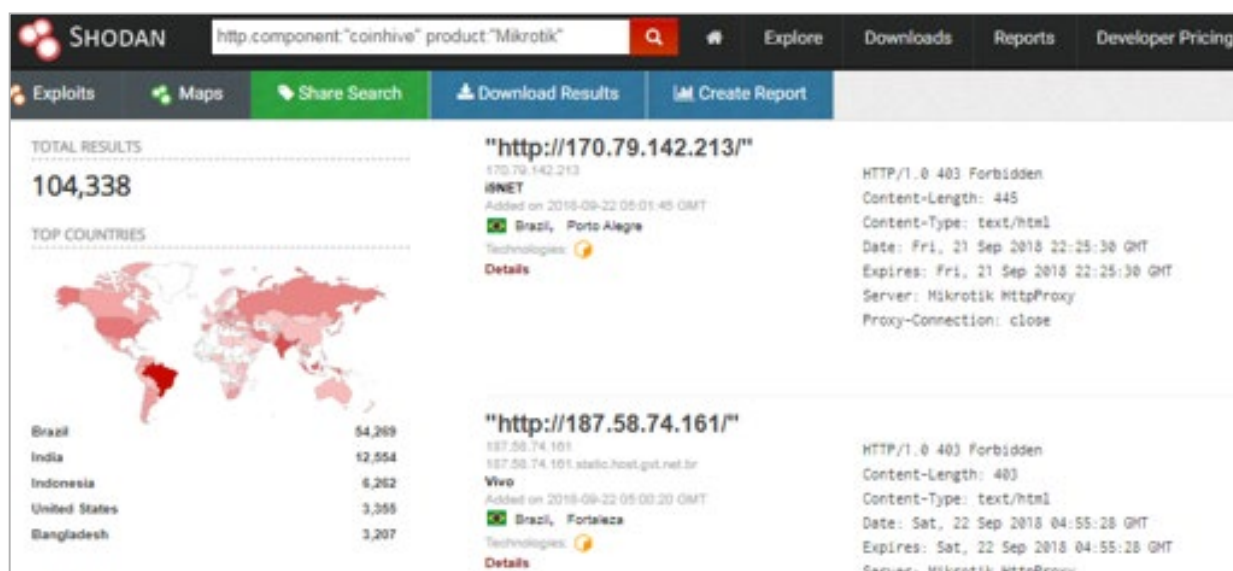 SHODAN
http.component:"coinhive" product:"Mikrotik"
Explore
Downloads
Reports
Developer Pricing
Exploits
Maps
Share Search
Download Results
Create Report
TOTAL RESULTS
104,338
TOP COUNTRIES
Brazil 54,269
India 12,554
Indonesia 6,262
United States 3,355
Bangladesh 3,207
"http://170.79.142.213/"
170.79.142.213
i9NET
Added on 2018-09-22 05:01:45 GMT
Brazil, Porto Alegre
Technologies:
Details
HTTP/1.0 403 Forbidden
Content-Length: 445
Content-Type: text/html
Date: Fri, 21 Sep 2018 22:25:30 GMT
Expires: Fri, 21 Sep 2018 22:25:30 GMT
Server: Mikrotik HttpProxy
Proxy-Connection: close
"http://187.58.74.161/"
187.58.74.161
187.58.74.161.static.host.gvt.net.br
Vivo
Added on 2018-09-22 05:00:20 GMT
Brazil, Fortaleza
Technologies:
Details
HTTP/1.0 403 Forbidden
Content-Length: 403
Content-Type: text/html
Date: Sat, 22 Sep 2018 04:55:28 GMT
Expires: Sat, 22 Sep 2018 04:55:28 GMT
Server: Mikrotik HttpProxy